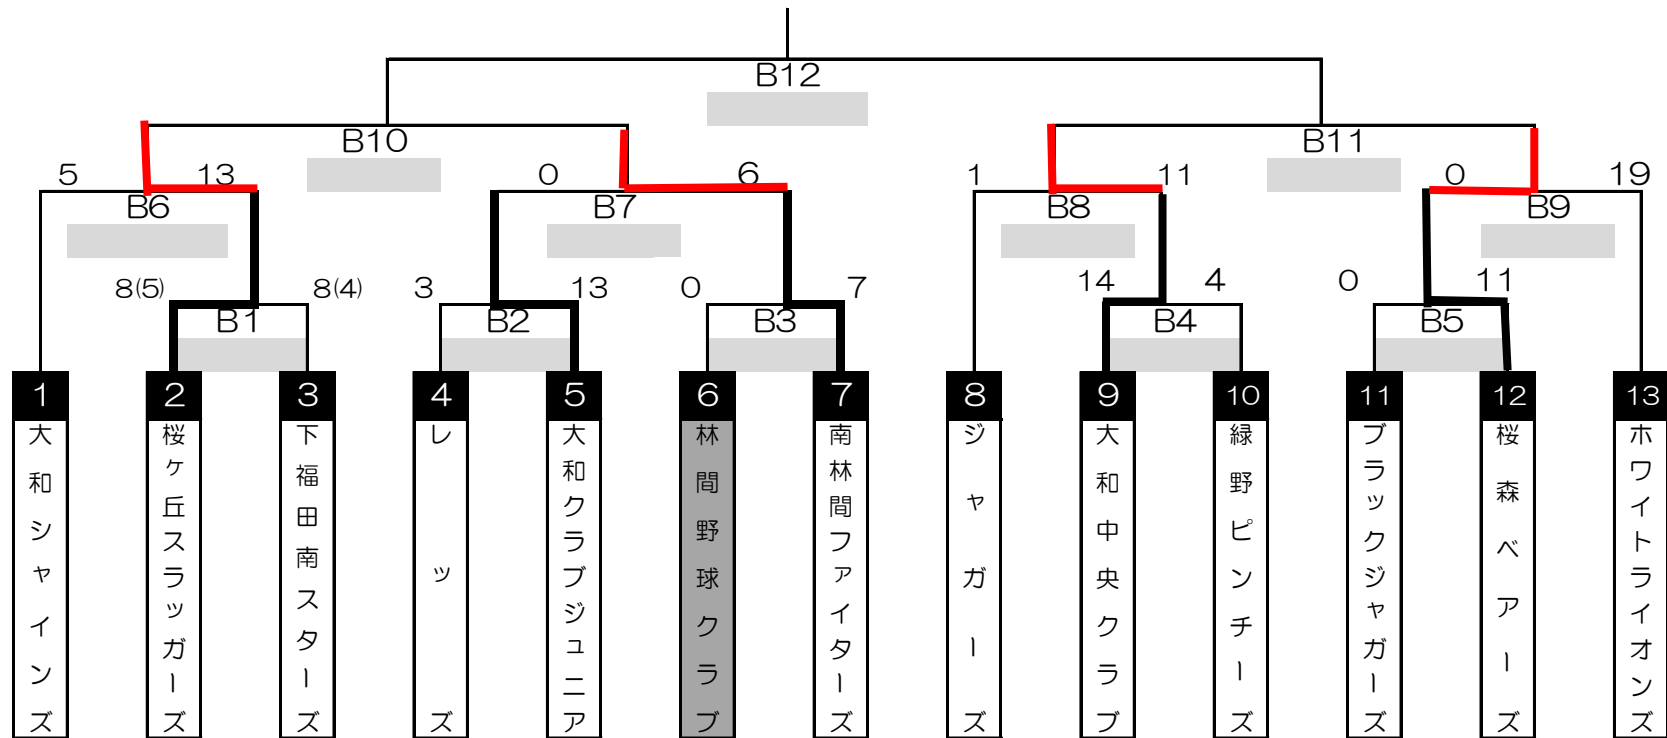 B12
B10
B11
5
13
0
6
1
11
0
19
B6
B7
B8
B9
8(5)
8(4)
3
13
0
7
14
4
0
11
B1
B2
B3
B4
B5
1
2
3
4
5
6
7
8
9
10
11
12
13
大和シャインズ
桜ケ丘スラッガーズ
下福田南スターズ
レッズ
大和クラブジュニア
林間野球クラブ
南林間ファイターズ
ジャガーズ
大和中央クラブ
緑野ピンチーズ
ブラックジャガーズ
桜森ベアーズ
ホワイトライオンズ